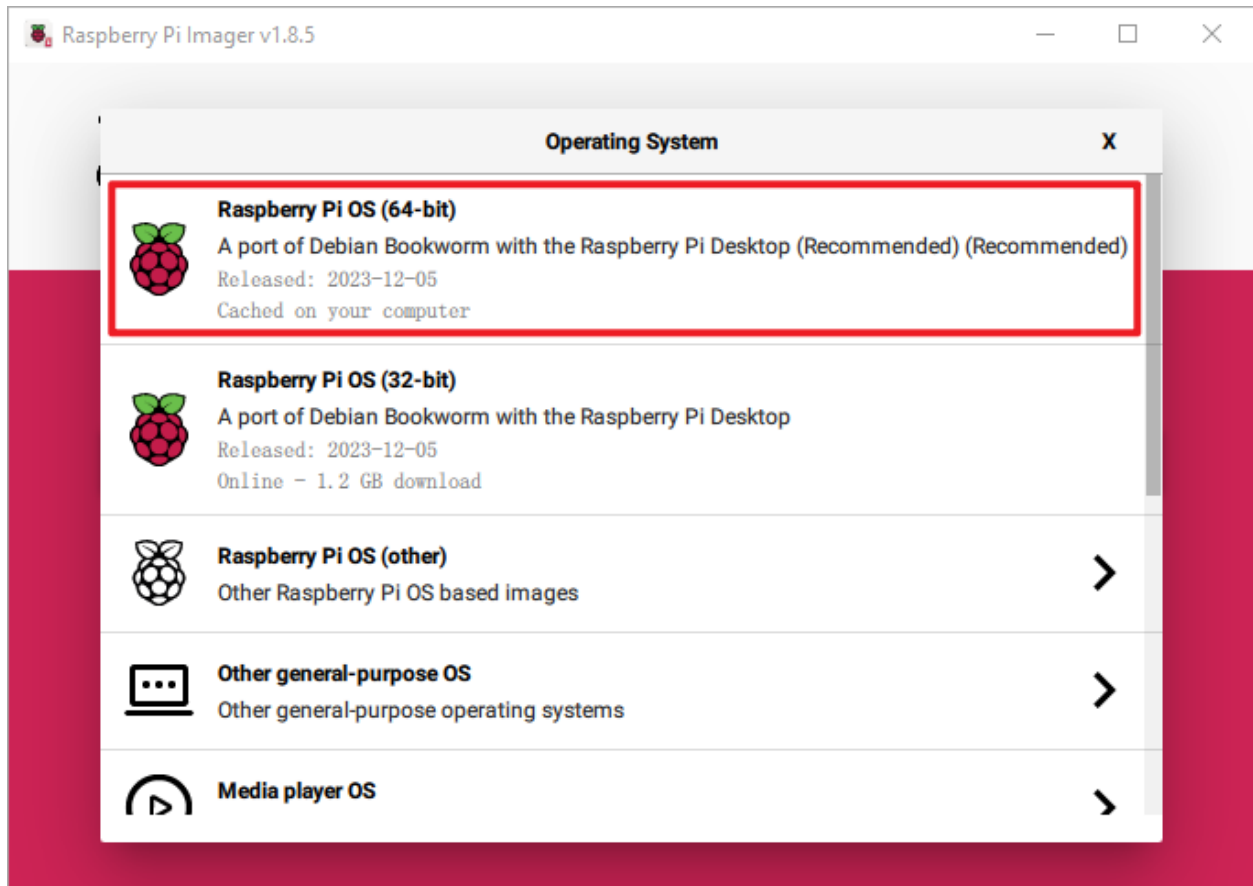 Raspberry Pi Imager v1.8.5
Operating System X
Raspberry Pi OS (64-bit)
A port of Debian Bookworm with the Raspberry Pi Desktop (Recommended) (Recommended)
Released: 2023-12-05
Cached on your computer
Raspberry Pi OS (32-bit)
A port of Debian Bookworm with the Raspberry Pi Desktop
Released: 2023-12-05
Online - 1.2 GB download
Raspberry Pi OS (other)
Other Raspberry Pi OS based images
Other general-purpose OS
Other general-purpose operating systems
Media player OS